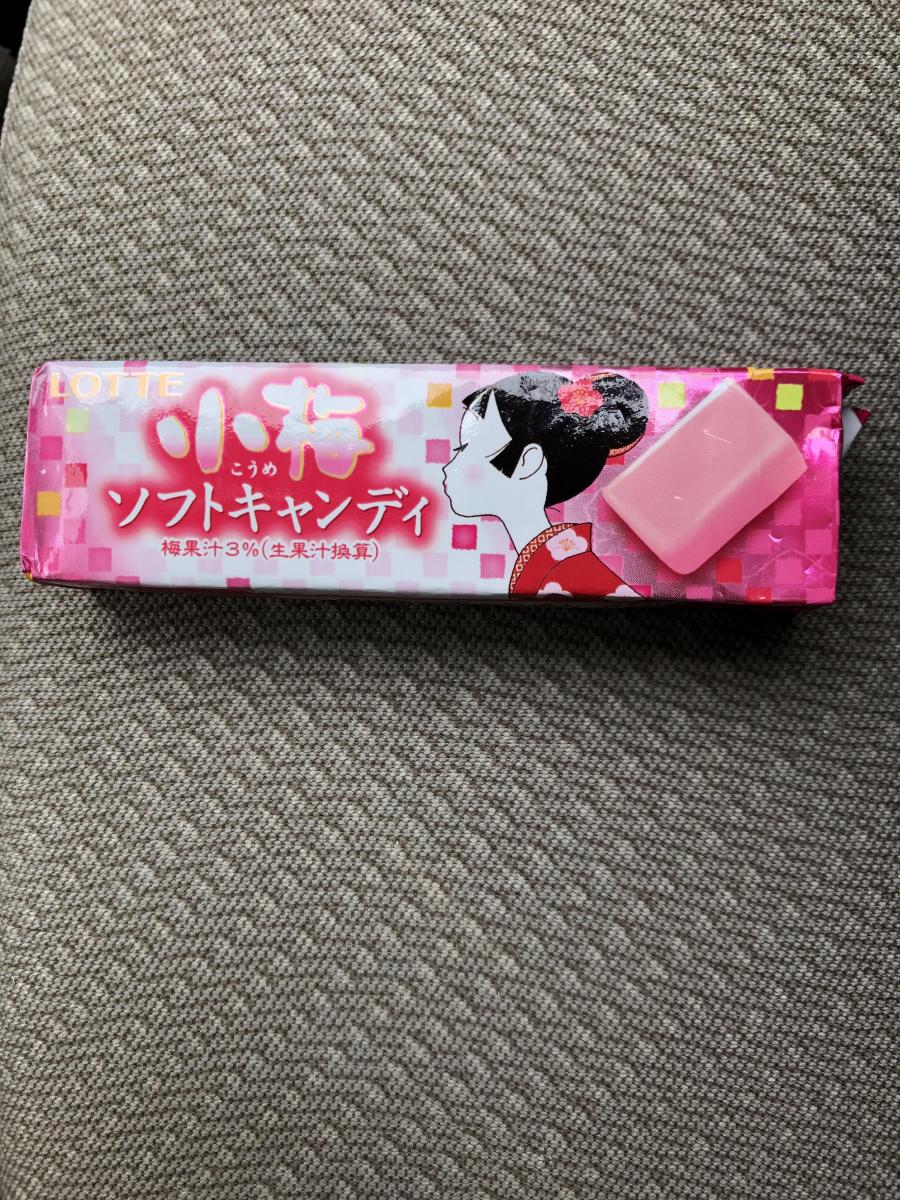 LOTTE
小梅
こうめ
ソフトキャンディ
梅果汁3%(生果汁換算)